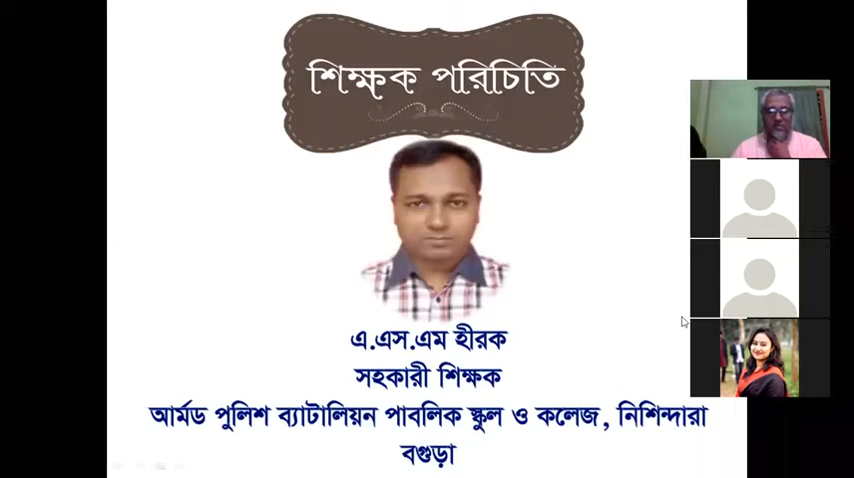 শিক্ষক পরিচিতি
এ.এস.এম হীরক
সহকারী শিক্ষক
আর্মড পুলিশ ব্যাটালিয়ন পাবলিক স্কুল ও কলেজ, নিশিন্দারা
বগুড়া